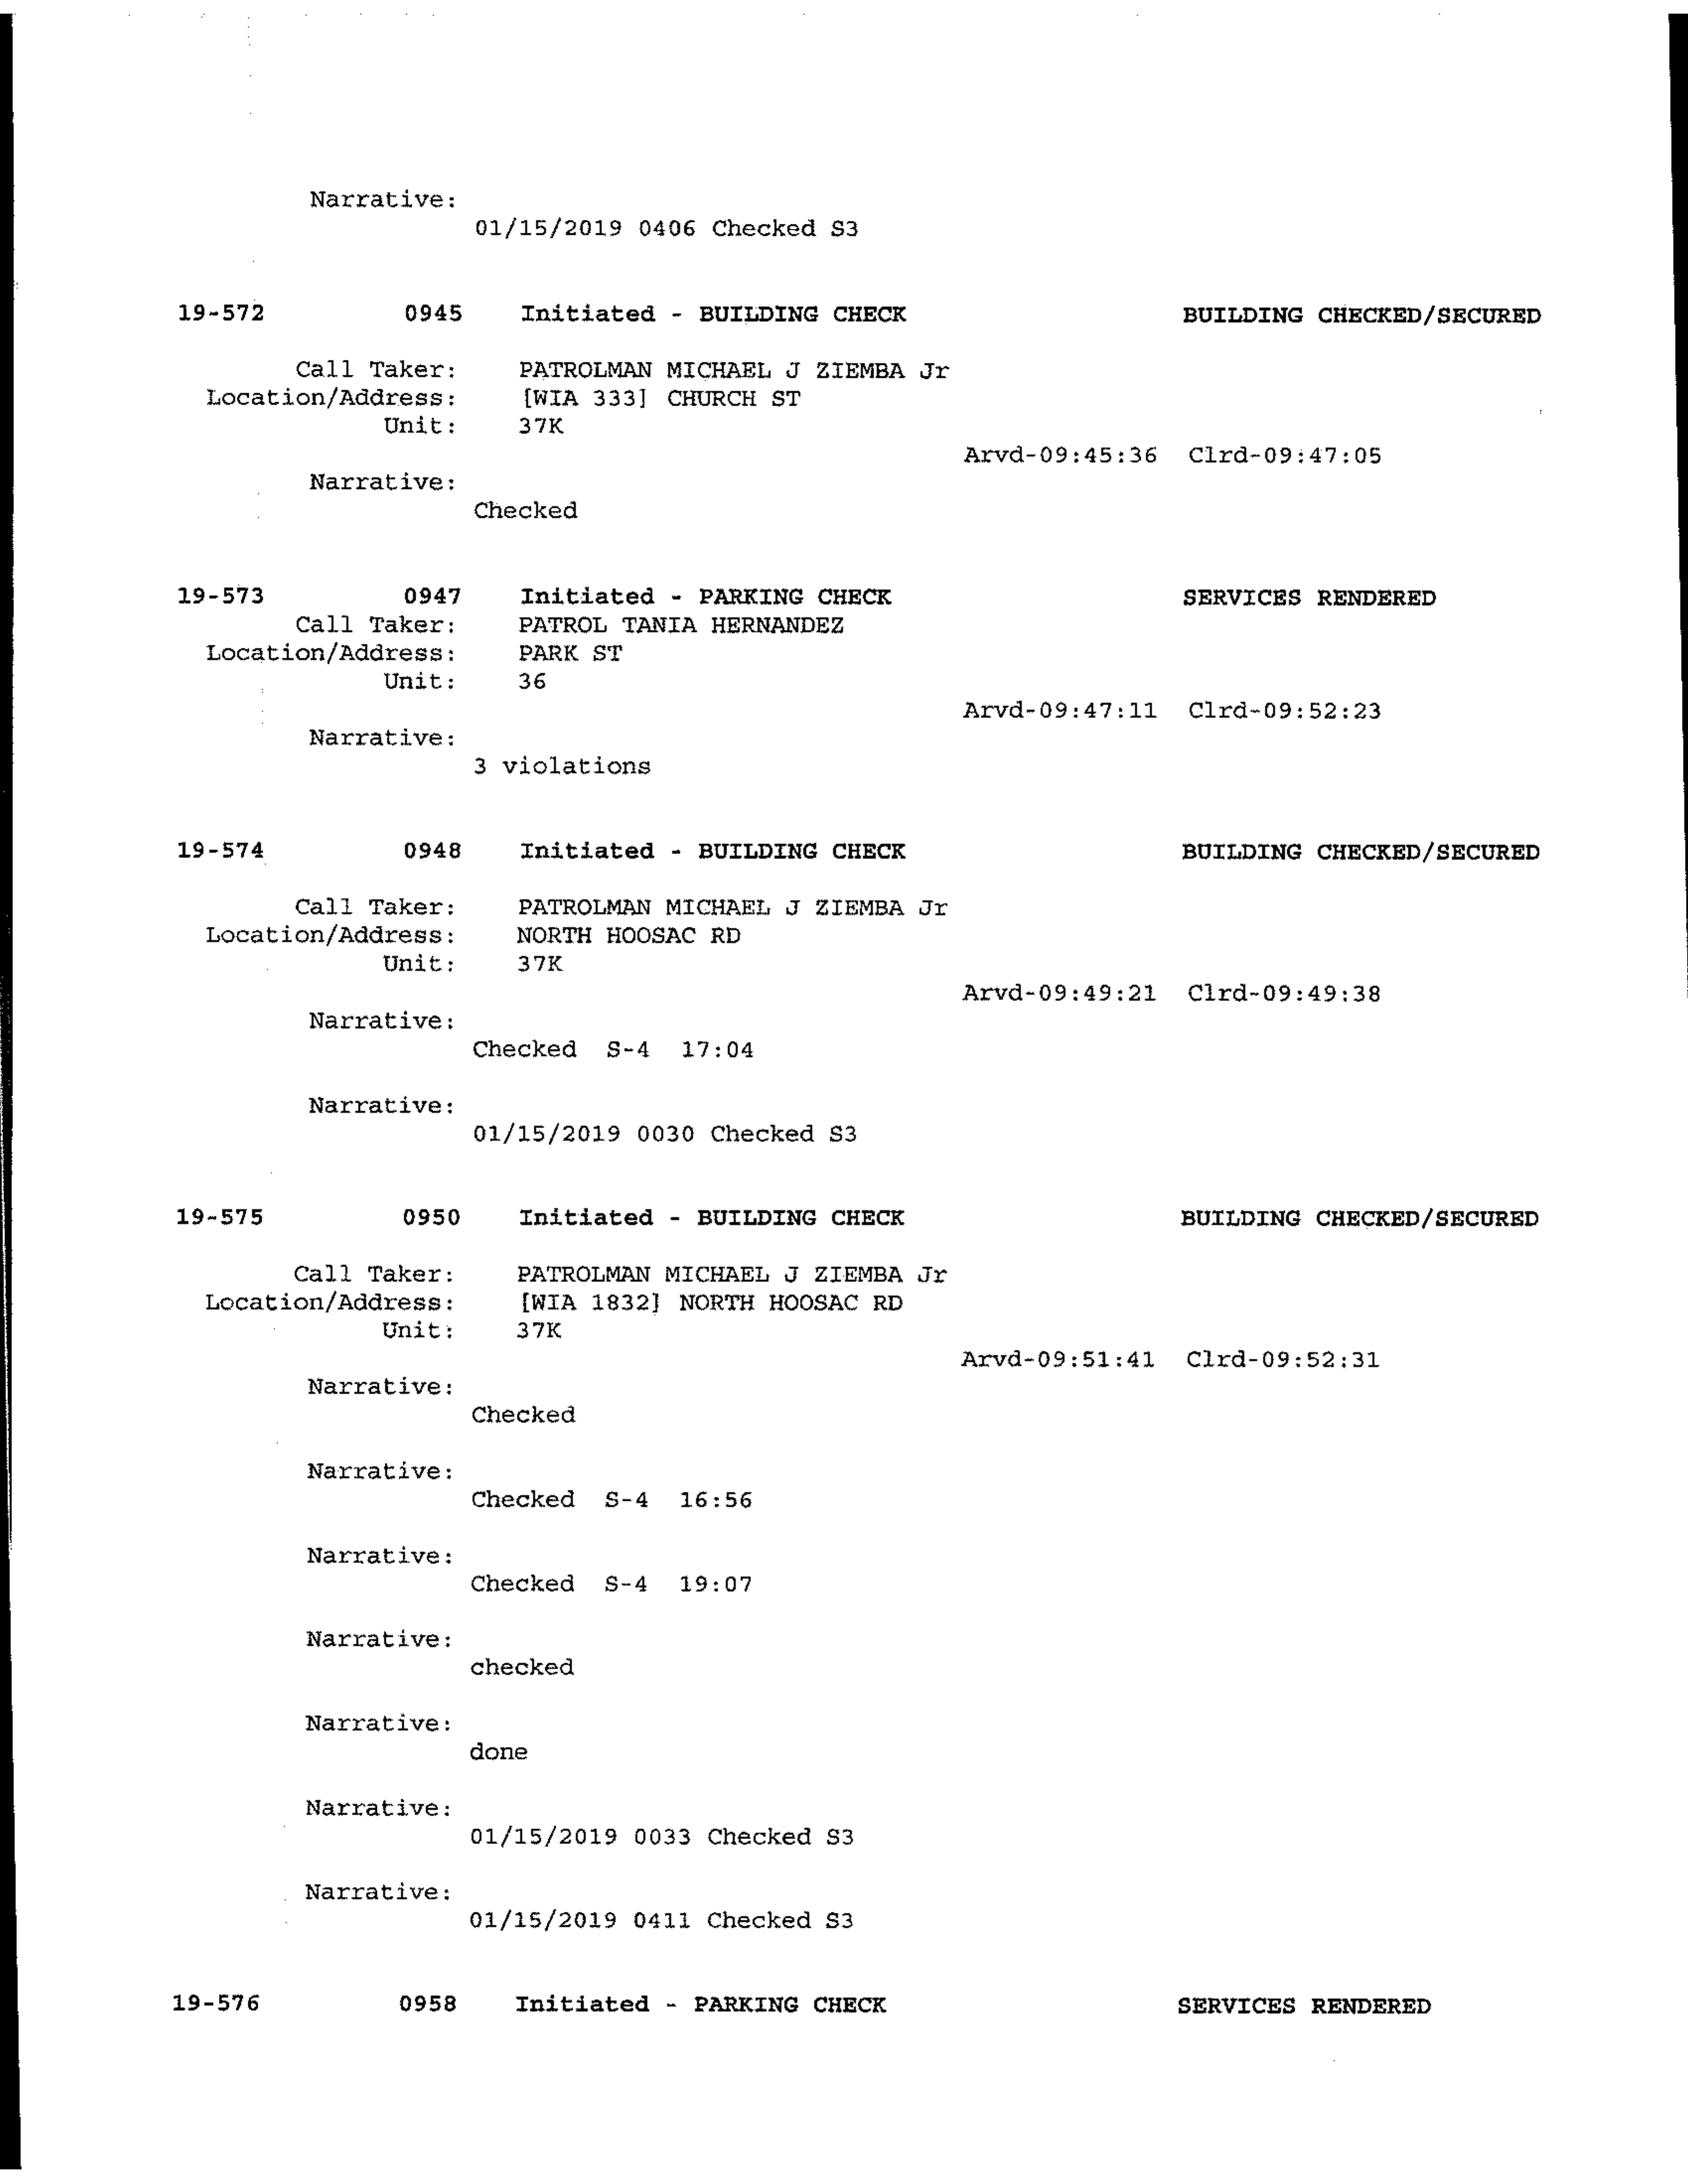 Narrative:
01/15/2019 0406 Checked S3
19-572 0945 Initiated - BUILDING CHECK BUILDING CHECKED/SECURED
Call Taker: PATROLMAN MICHAEL J ZIEMBA Jr
Location/Address: [WIA 333] CHURCH ST
Unit: 37K
Arvd-09:45:36 Clrd-09:47:05
Narrative:
Checked
19-573 0947 Initiated - PARKING CHECK SERVICES RENDERED
Call Taker: PATROL TANIA HERNANDEZ
Location/Address: PARK ST
Unit: 36
Arvd-09:47:11 Clrd-09:52:23
Narrative:
3 violations
19-574 0948 Initiated - BUILDING CHECK BUILDING CHECKED/SECURED
Call Taker: PATROLMAN MICHAEL J ZIEMBA Jr
Location/Address: NORTH HOOSAC RD
Unit: 37K
Arvd-09:49:21 Clrd-09:49:38
Narrative:
Checked S-4 17:04
Narrative:
01/15/2019 0030 Checked S3
19-575 0950 Initiated - BUILDING CHECK BUILDING CHECKED/SECURED
Call Taker: PATROLMAN MICHAEL J ZIEMBA Jr
Location/Address: [WIA 1832] NORTH HOOSAC RD
Unit: 37K
Arvd-09:51:41 Clrd-09:52:31
Narrative:
Checked
Narrative:
Checked S-4 16:56
Narrative:
Checked S-4 19:07
Narrative:
checked
Narrative:
done
Narrative:
01/15/2019 0033 Checked S3
Narrative:
01/15/2019 0411 Checked S3
19-576 0958 Initiated - PARKING CHECK SERVICES RENDERED